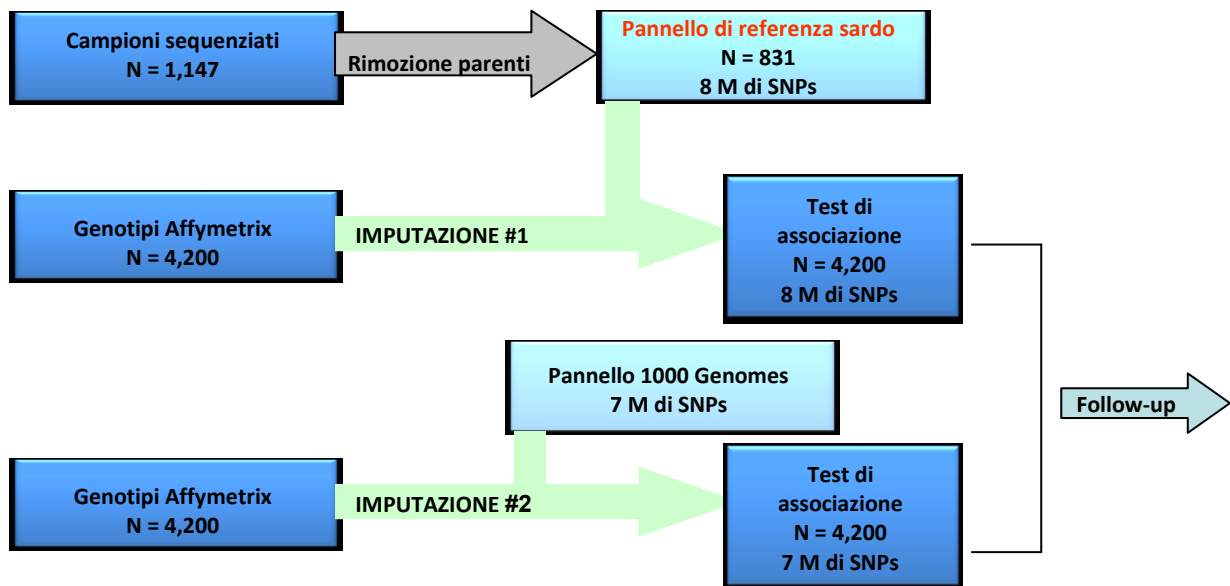 Campioni sequenziati
N = 1,147
Rimozione parenti
Pannello di referenza sardo
N = 831
8 M di SNPs
Genotipi Affymetrix
N = 4,200
IMPUTAZIONE #1
Test di
associazione
N = 4,200
8 M di SNPs
Pannello 1000 Genomes
7 M di SNPs
Follow-up
Genotipi Affymetrix
N = 4,200
IMPUTAZIONE #2
Test di
associazione
N = 4,200
7 M di SNPs